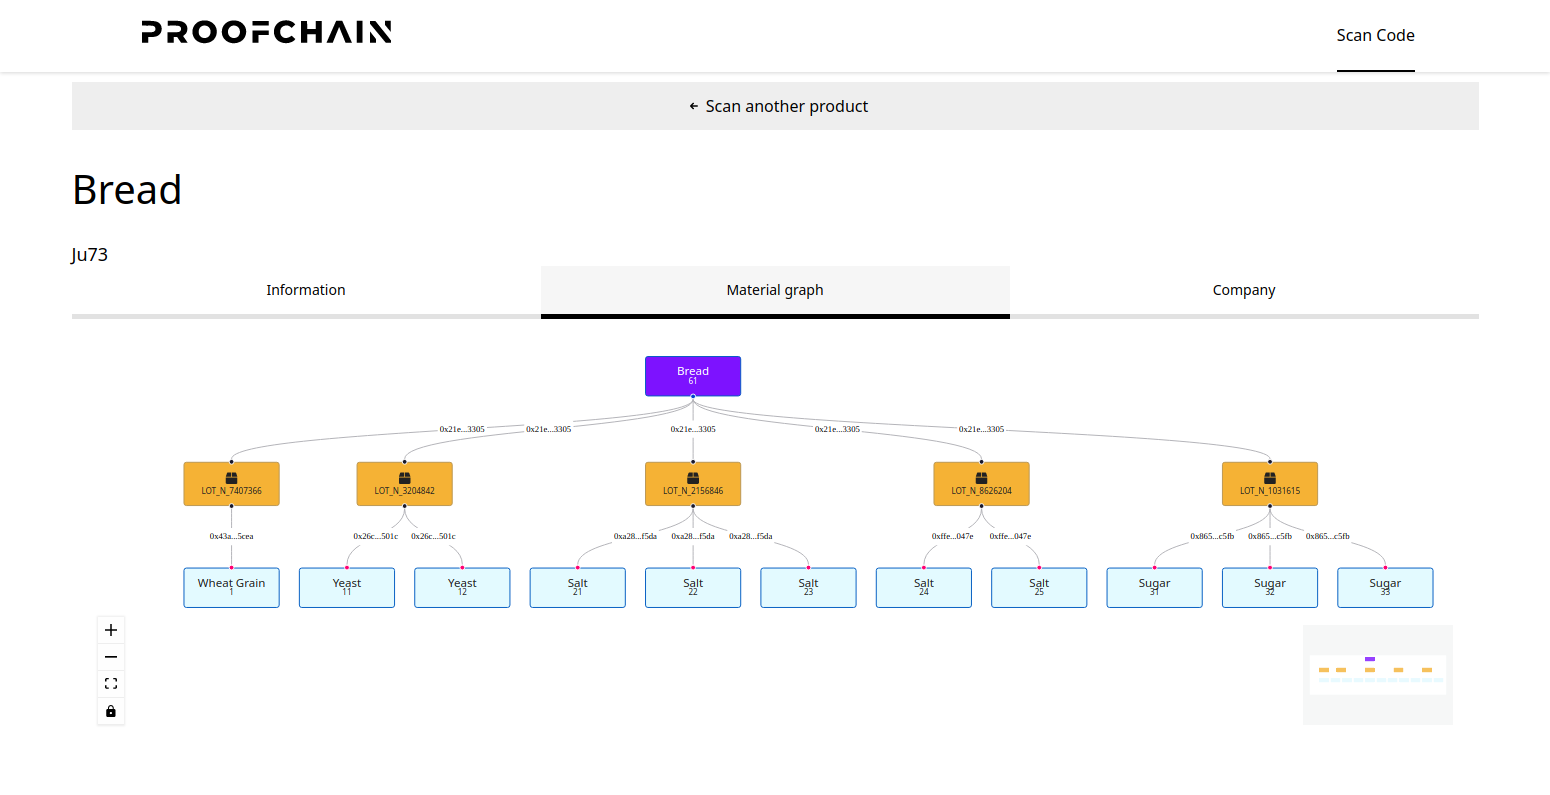 PROOFCHAIN
Scan Code
← Scan another product
Bread
Ju73
Information
Material graph
Company
Bread
61
0x21e...3305
0x21e...3305
0x21e...3305
0x21e...3305
0x21e...3305
LOT_N_7407366
LOT_N_3204842
LOT_N_2156846
LOT_N_8626204
LOT_N_1031615
0x43a...5cea
0x26c...501c
0x26c...501c
0xa28...f5da
0xa28...f5da
0xa28...f5da
0xffe...047e
0xffe...047e
0x865...c5fb
0x865...c5fb
0x865...c5fb
Wheat Grain
1
Yeast
11
Yeast
12
Salt
21
Salt
22
Salt
23
Salt
24
Salt
25
Sugar
31
Sugar
32
Sugar
33